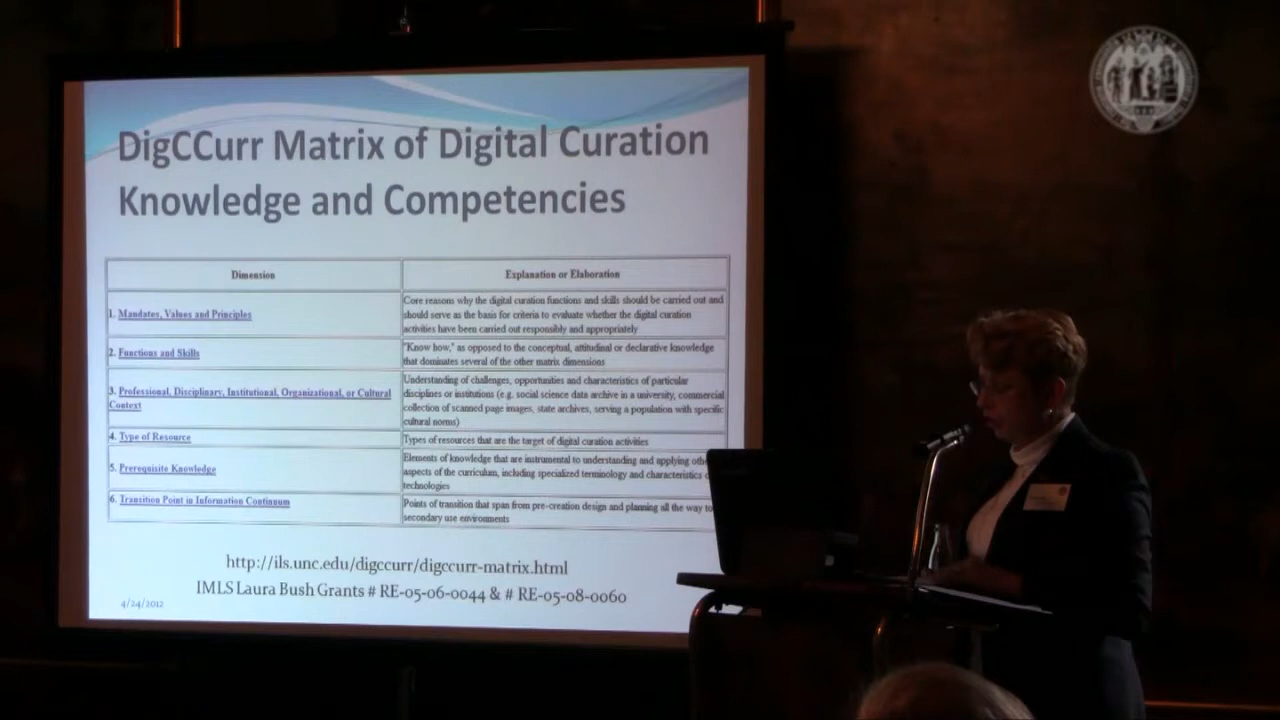 DigCCurr Matrix of Digital Curation
Knowledge and Competencies
Dimension
Explanation or Elaboration
1. Mandates, Values and Principles
Core reasons why the digital curation functions and skills should be carried out and
should serve as the basis for criteria to evaluate whether the digital curation
activities have been carried out responsibly and appropriately
2. Functions and Skills
"Know how," as opposed to the conceptual, attitudinal or declarative knowledge
that dominates several of the other matrix dimensions
3. Professional, Disciplinary, Institutional, Organizational, or Cultural
Context
Understanding of challenges, opportunities and characteristics of particular
disciplines or institutions (e.g. social science data archive in a university, commercial
collection of scanned page images, state archives, serving a population with specific
cultural norms)
4. Type of Resource
Types of resources that are the target of digital curation activities
5. Prerequisite Knowledge
Elements of knowledge that are instrumental to understanding and applying
aspects of the curriculum, including specialized terminology and characteristics
technologies
6. Transition Point in Information Continuum
Points of transition that span from pre-creation design and planning all the way to
secondary use environments
http://ils.unc.edu/digccurr/digccurr-matrix.html
IMLS Laura Bush Grants # RE-05-06-0044 & # RE-05-08-0060
4/24/2012